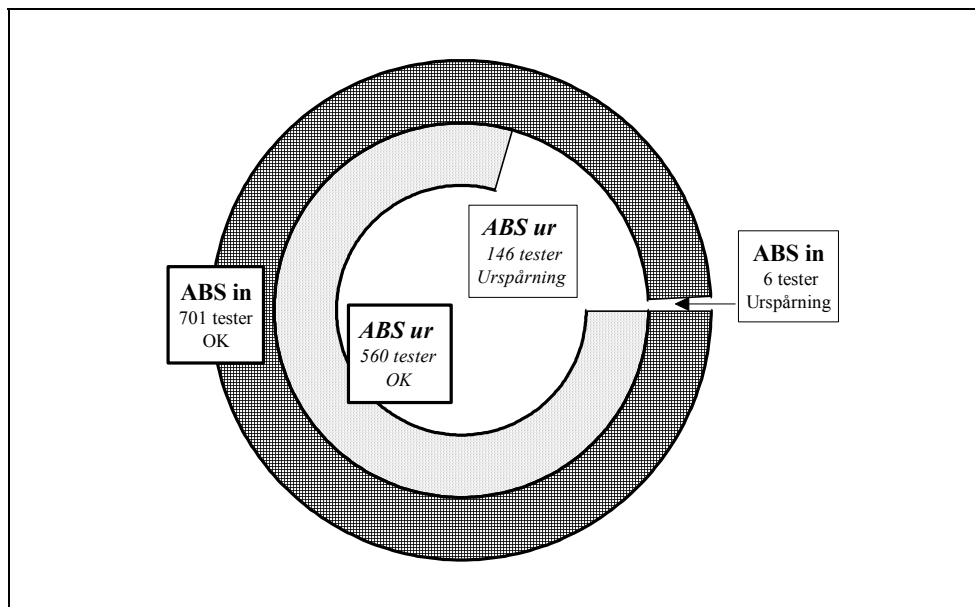 ABS ur
146 tester
Urspårning
ABS in
6 tester
Urspårning
ABS in
701 tester
OK
ABS ur
560 tester
OK